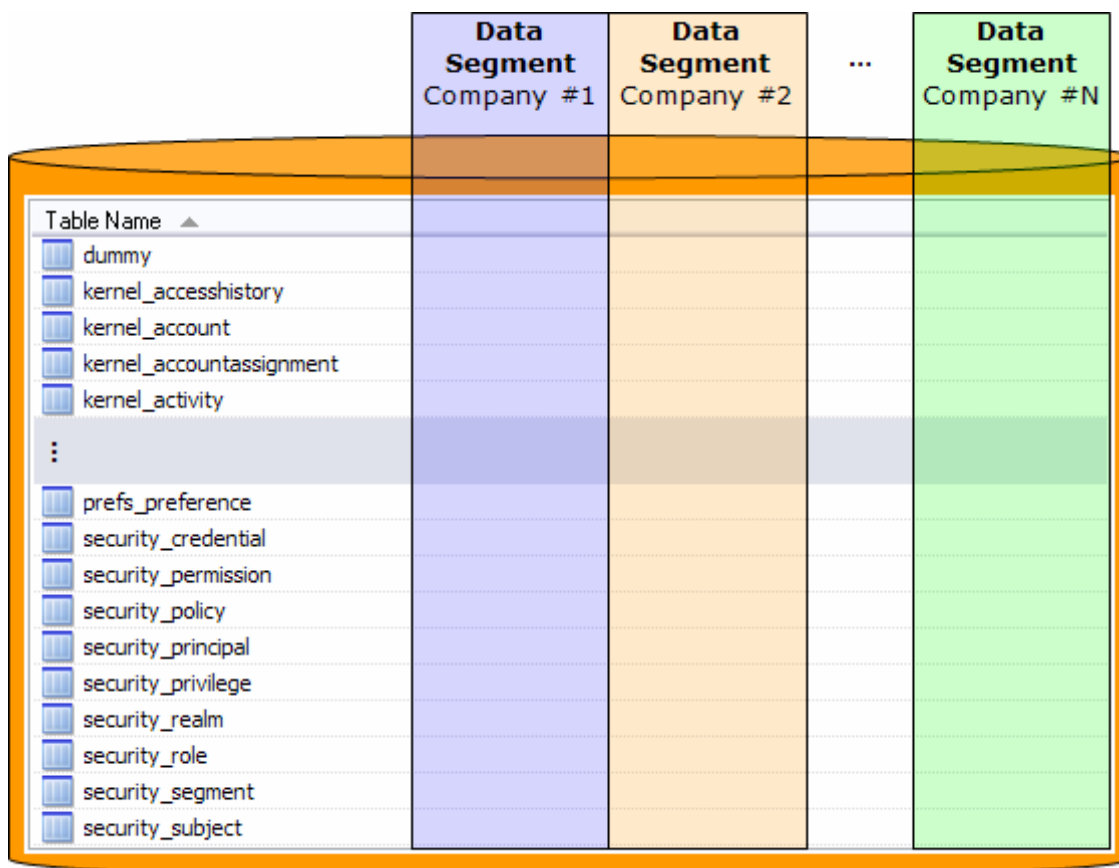 Data
Segment
Company #1
Data
Segment
Company #2
...
Data
Segment
Company #N
Table Name
dummy
kernel_accesshistory
kernel_account
kernel_accountassignment
kernel_activity
⋮
prefs_preference
security_credential
security_permission
security_policy
security_principal
security_privilege
security_realm
security_role
security_segment
security_subject